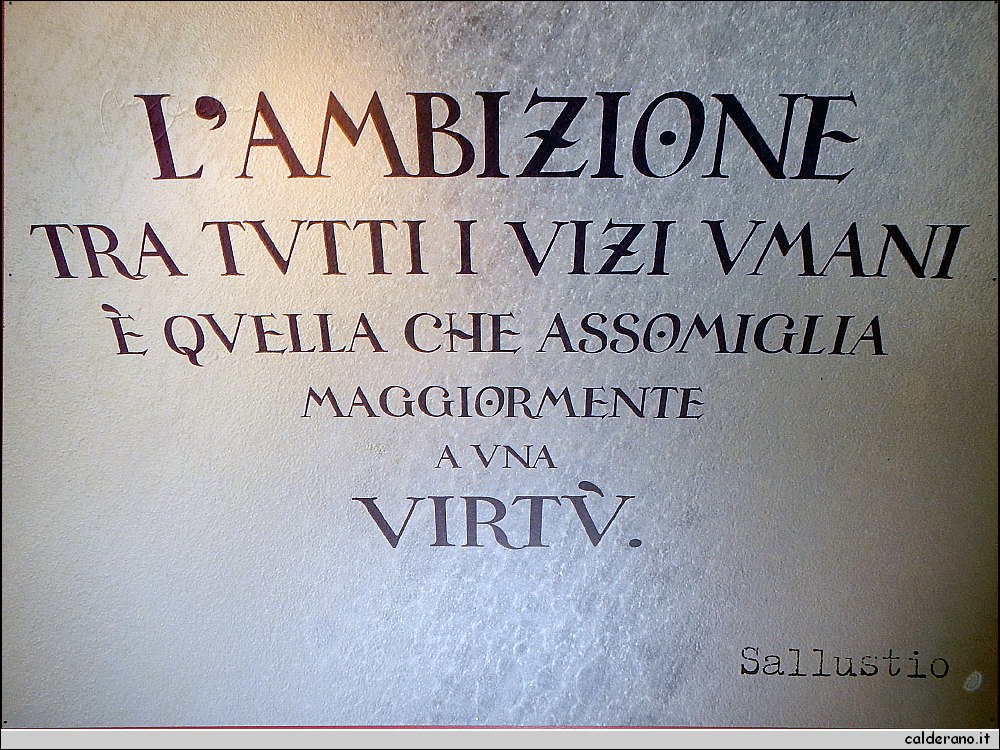 L'AMBIZIONE
TRA TVTTI I VIZI VMANI
È QVELLA CHE ASSOMIGLIA
MAGGIORMENTE
A VNA
VIRTÙ.
Sallustio
calderano.it